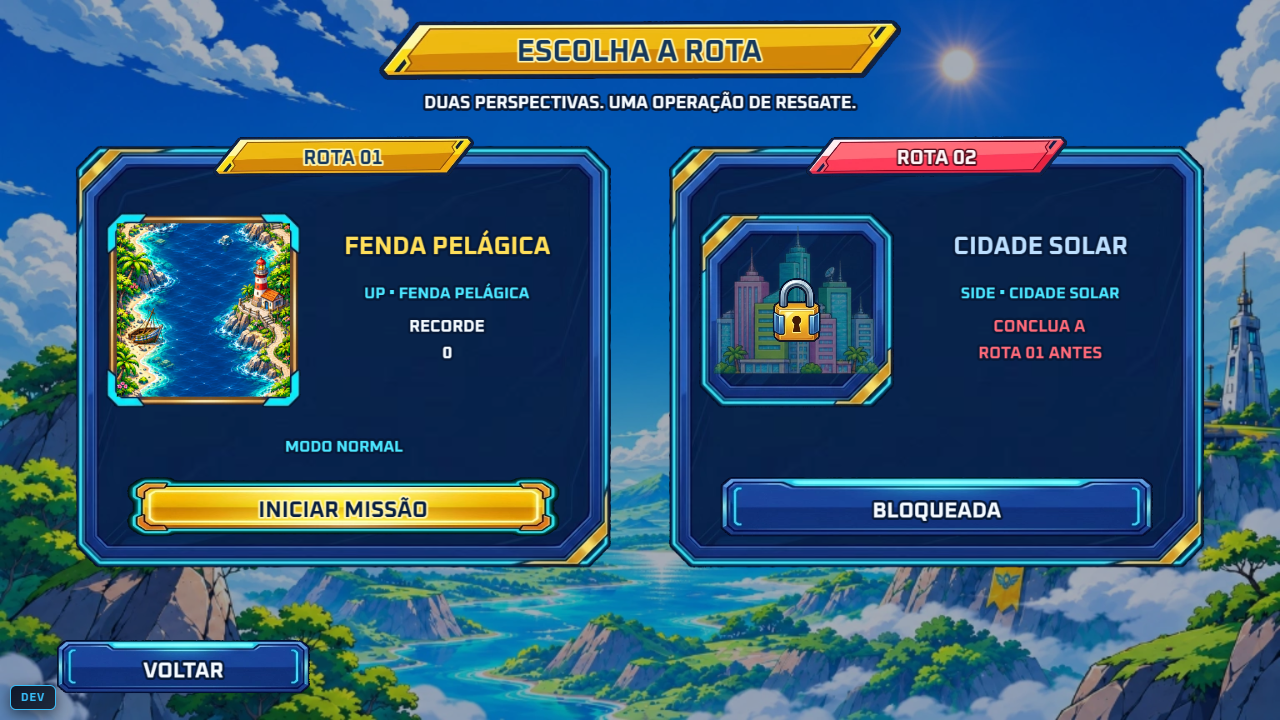 ESCOLHA A ROTA
DUAS PERSPECTIVAS. UMA OPERAÇÃO DE RESGATE.
ROTA 01
FENDA PELÁGICA
UP • FENDA PELÁGICA
RECORDE
0
MODO NORMAL
INICIAR MISSÃO
ROTA 02
CIDADE SOLAR
SIDE • CIDADE SOLAR
CONCLUA A
ROTA 01 ANTES
BLOQUEADA
VOLTAR
DEV